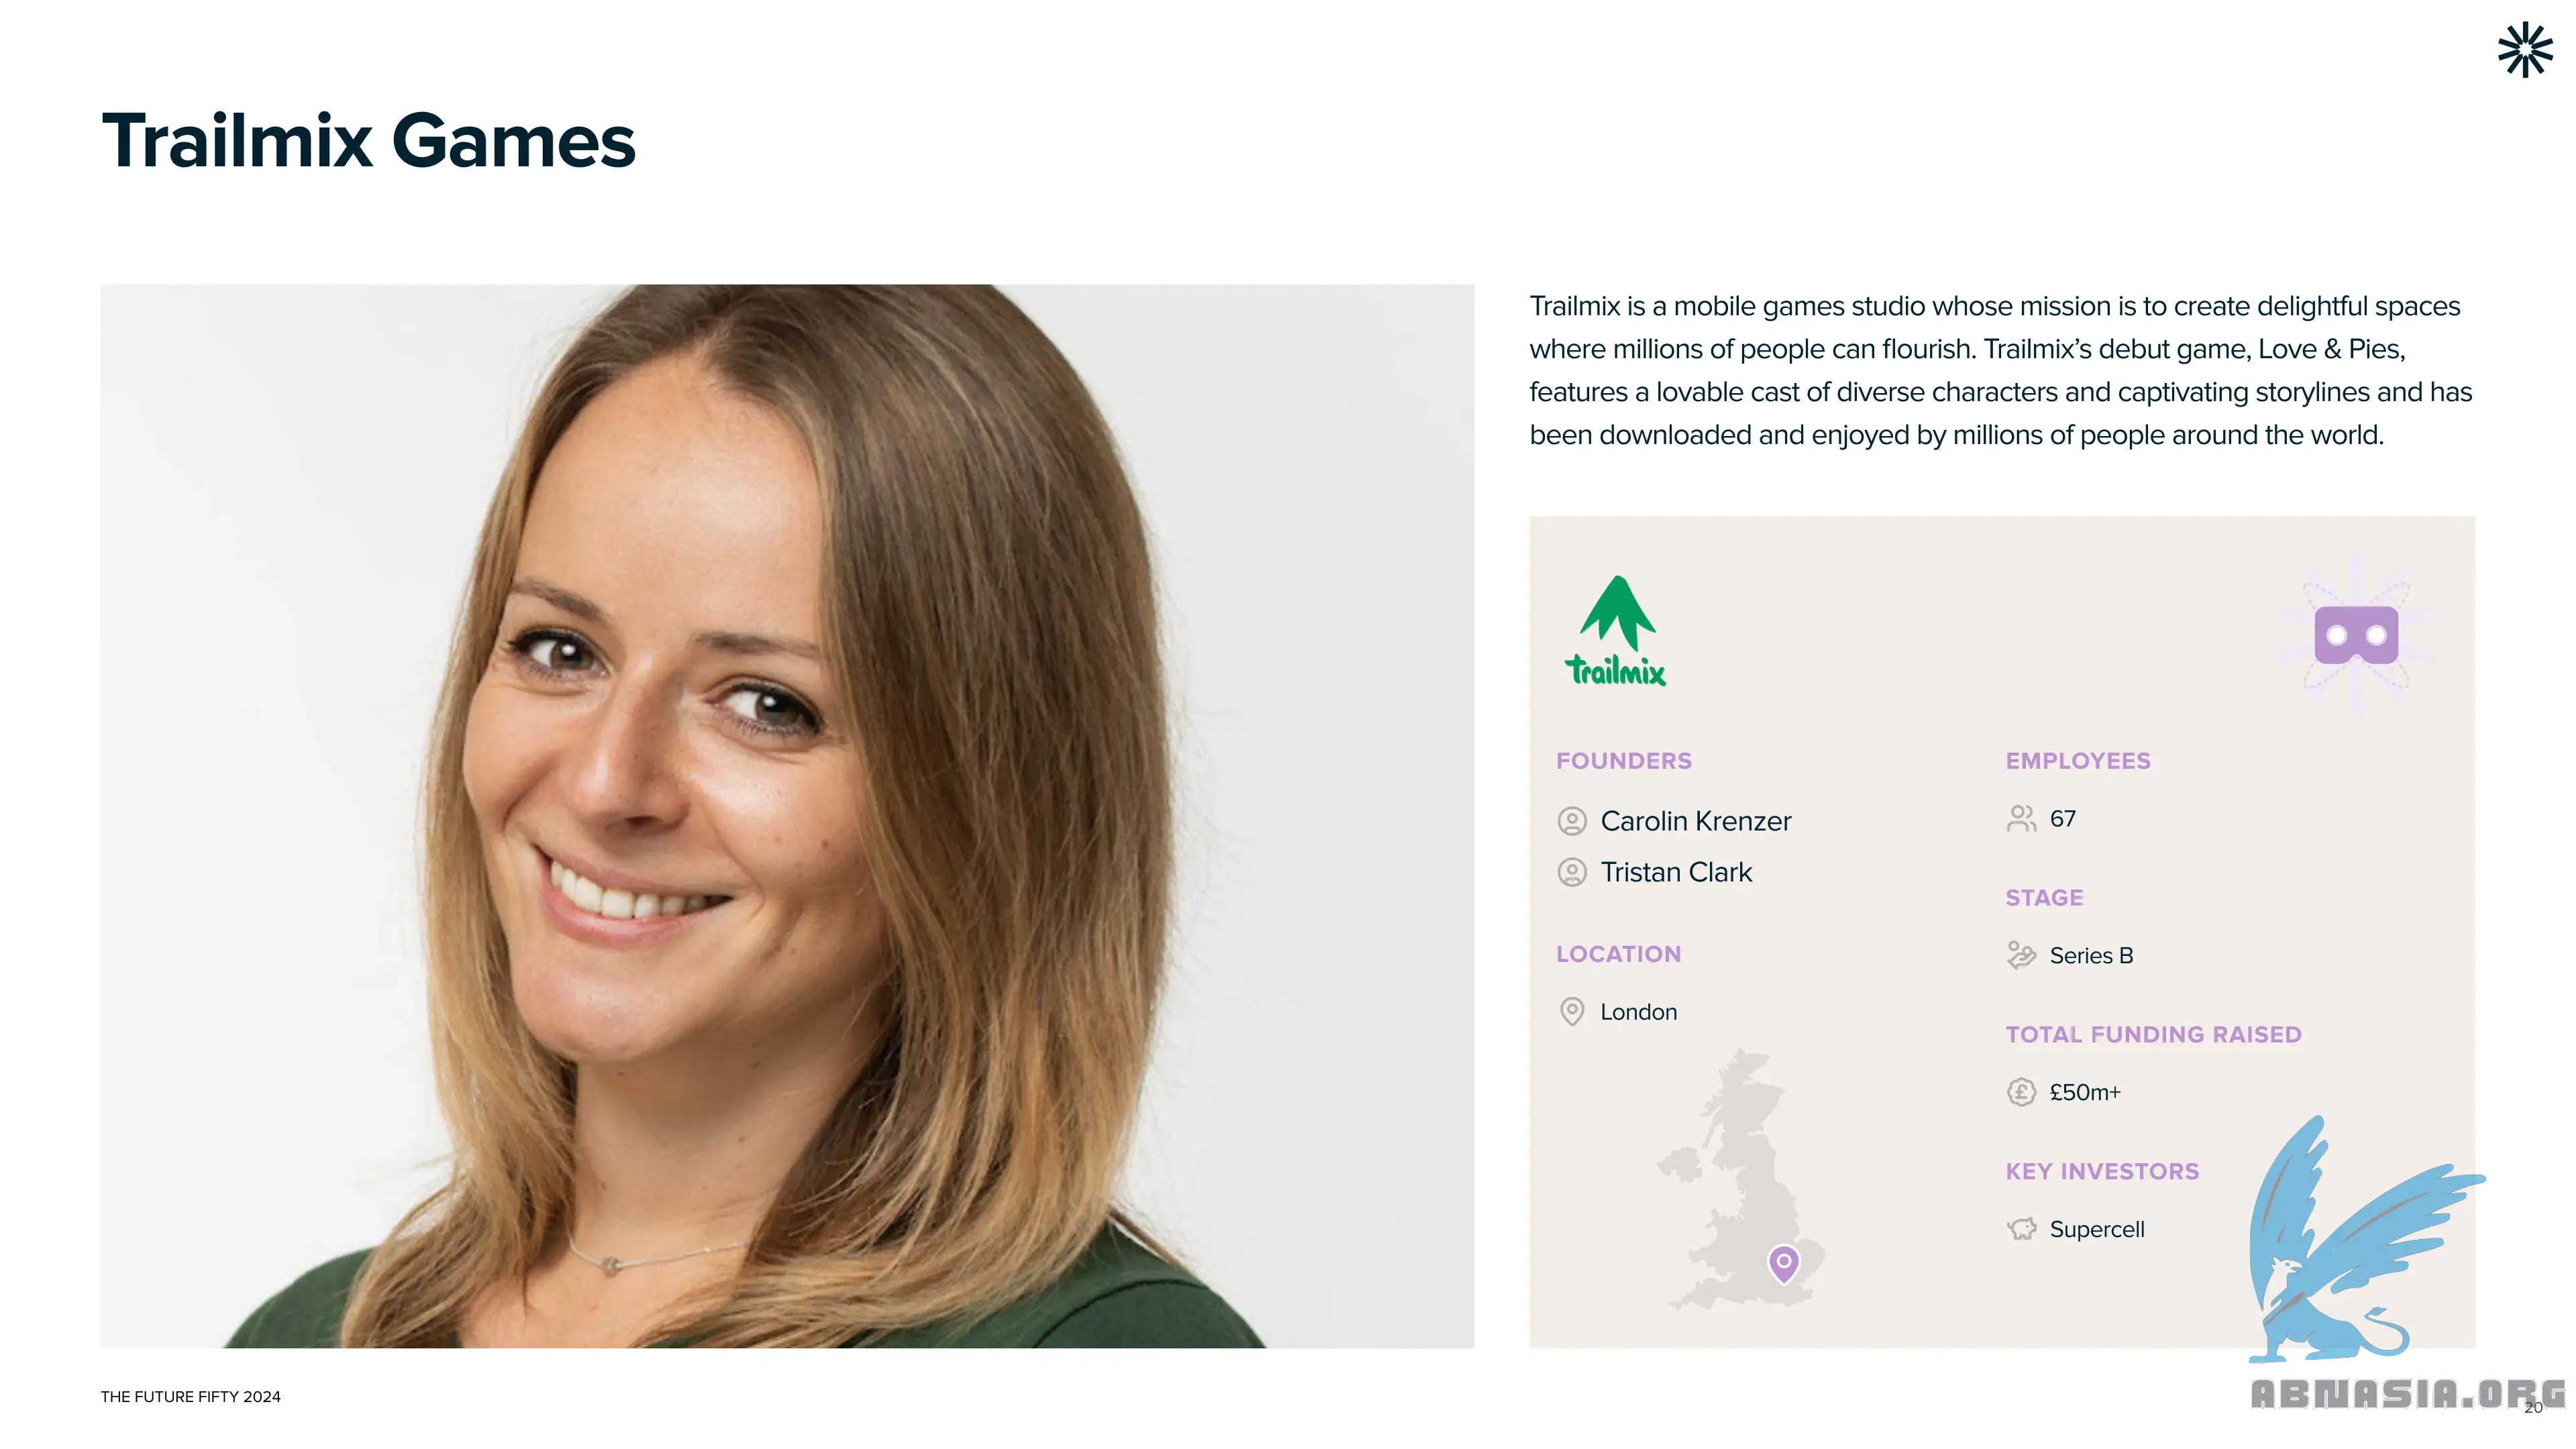 Trailmix Games
Trailmix is a mobile games studio whose mission is to create delightful spaces
where millions of people can flourish. Trailmix’s debut game, Love & Pies,
features a lovable cast of diverse characters and captivating storylines and has
been downloaded and enjoyed by millions of people around the world.
trailmix
FOUNDERS
Carolin Krenzer
Tristan Clark
LOCATION
London
EMPLOYEES
67
STAGE
Series B
TOTAL FUNDING RAISED
£50m+
KEY INVESTORS
Supercell
THE FUTURE FIFTY 2024
ABNASIA.ORG
20